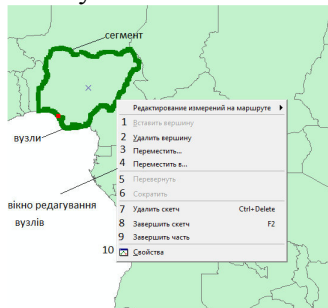 сегмент
Редактирование измерений на маршруте
1 Вставить вершину
2 Удалить вершину
вузли
3 Переместить...
4 Переместить в...
5 Перевернуть
вікно редагування
6 Сократить
вузлів
7 Удалить скетч Ctrl+Delete
8 Завершить скетч F2
9 Завершить часть
10 Свойства